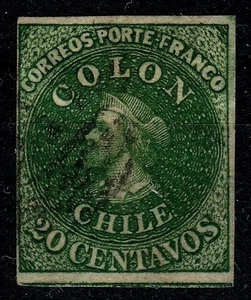 CORREOS PORTE FRANCO
COLON
CHILE
20 CENTAVOS